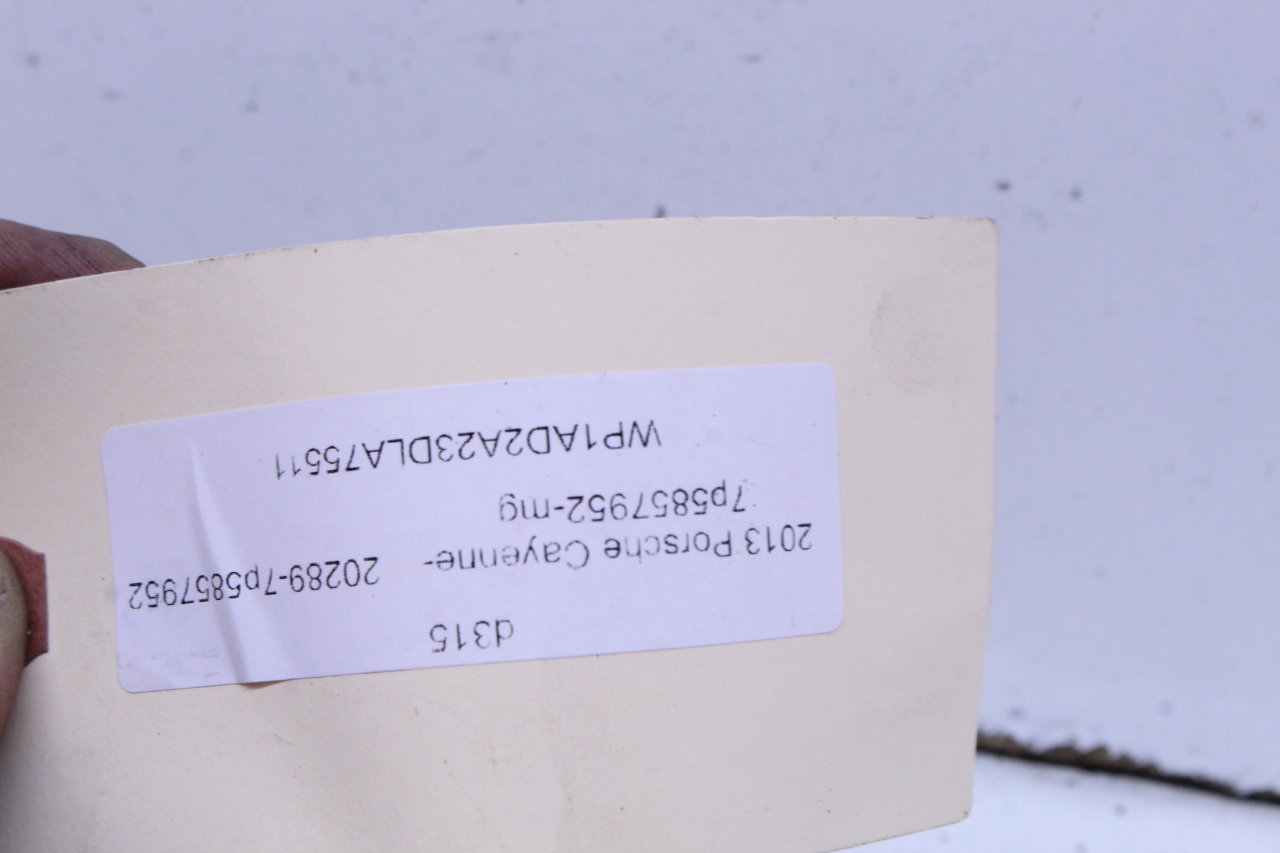 d315
2013 Porsche Cayenne- 20289-7p5857952
7p5857952-mg
WP1AD2A23DLA75511